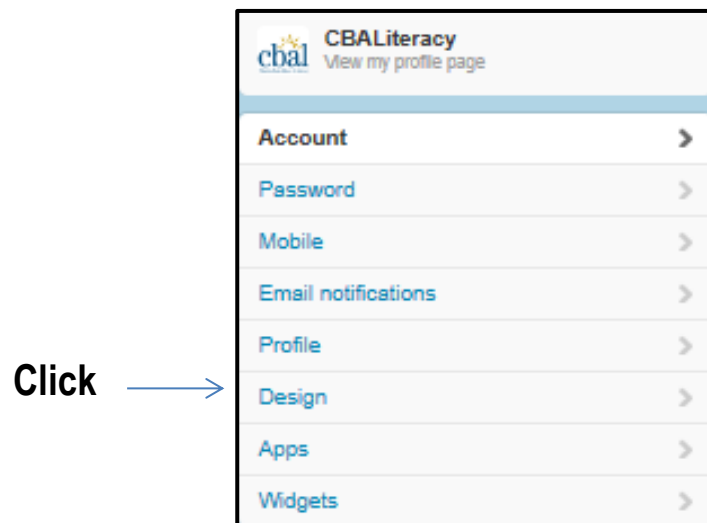 cbal
CBALiteracy
View my profile page
Account
Password
Mobile
Email notifications
Profile
Click
Design
Apps
Widgets